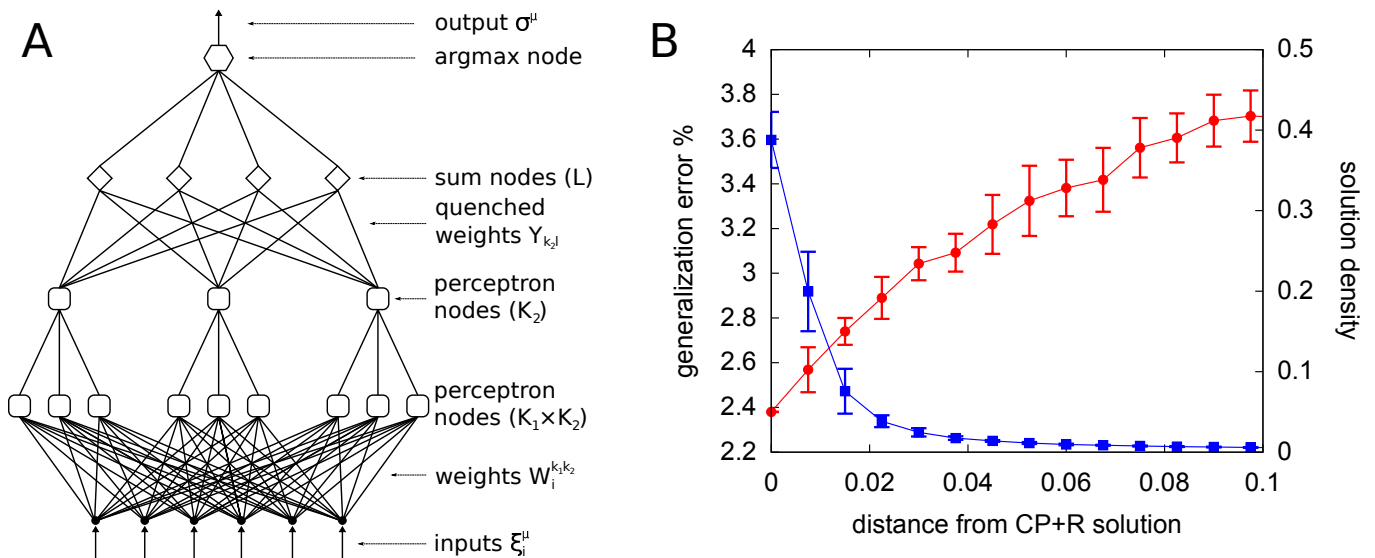 A
output σ^μ
argmax node
sum nodes (L)
quenched
weights Y_{k₂l}
perceptron
nodes (K₂)
perceptron
nodes (K₁×K₂)
weights W_i^{k₁k₂}
inputs ξ_i^μ
B
generalization error %
4
3.8
3.6
3.4
3.2
3
2.8
2.6
2.4
2.2
0.5
0.4
0.3
0.2
0.1
0
solution density
0 0.02 0.04 0.06 0.08 0.1
distance from CP+R solution